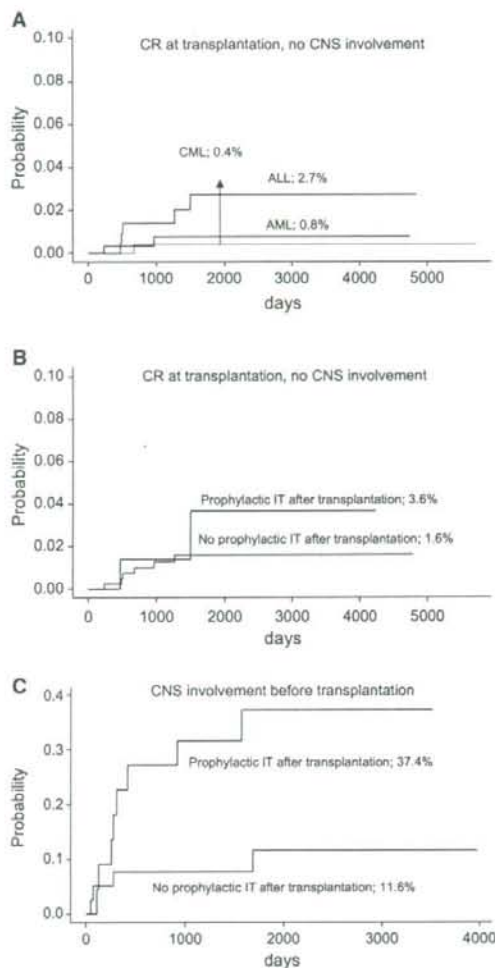 A
CR at transplantation, no CNS involvement
0.10
0.08
0.06
0.04
0.02
0.00
Probability
CML; 0.4%
ALL; 2.7%
AML; 0.8%
0 1000 2000 3000 4000 5000
days
B
CR at transplantation, no CNS involvement
0.10
0.08
0.06
0.04
0.02
0.00
Probability
Prophylactic IT after transplantation; 3.6%
No prophylactic IT after transplantation; 1.6%
0 1000 2000 3000 4000 5000
days
C
CNS involvement before transplantation
0.4
0.3
0.2
0.1
0.0
Probability
Prophylactic IT after transplantation; 37.4%
No prophylactic IT after transplantation; 11.6%
0 1000 2000 3000 4000
days